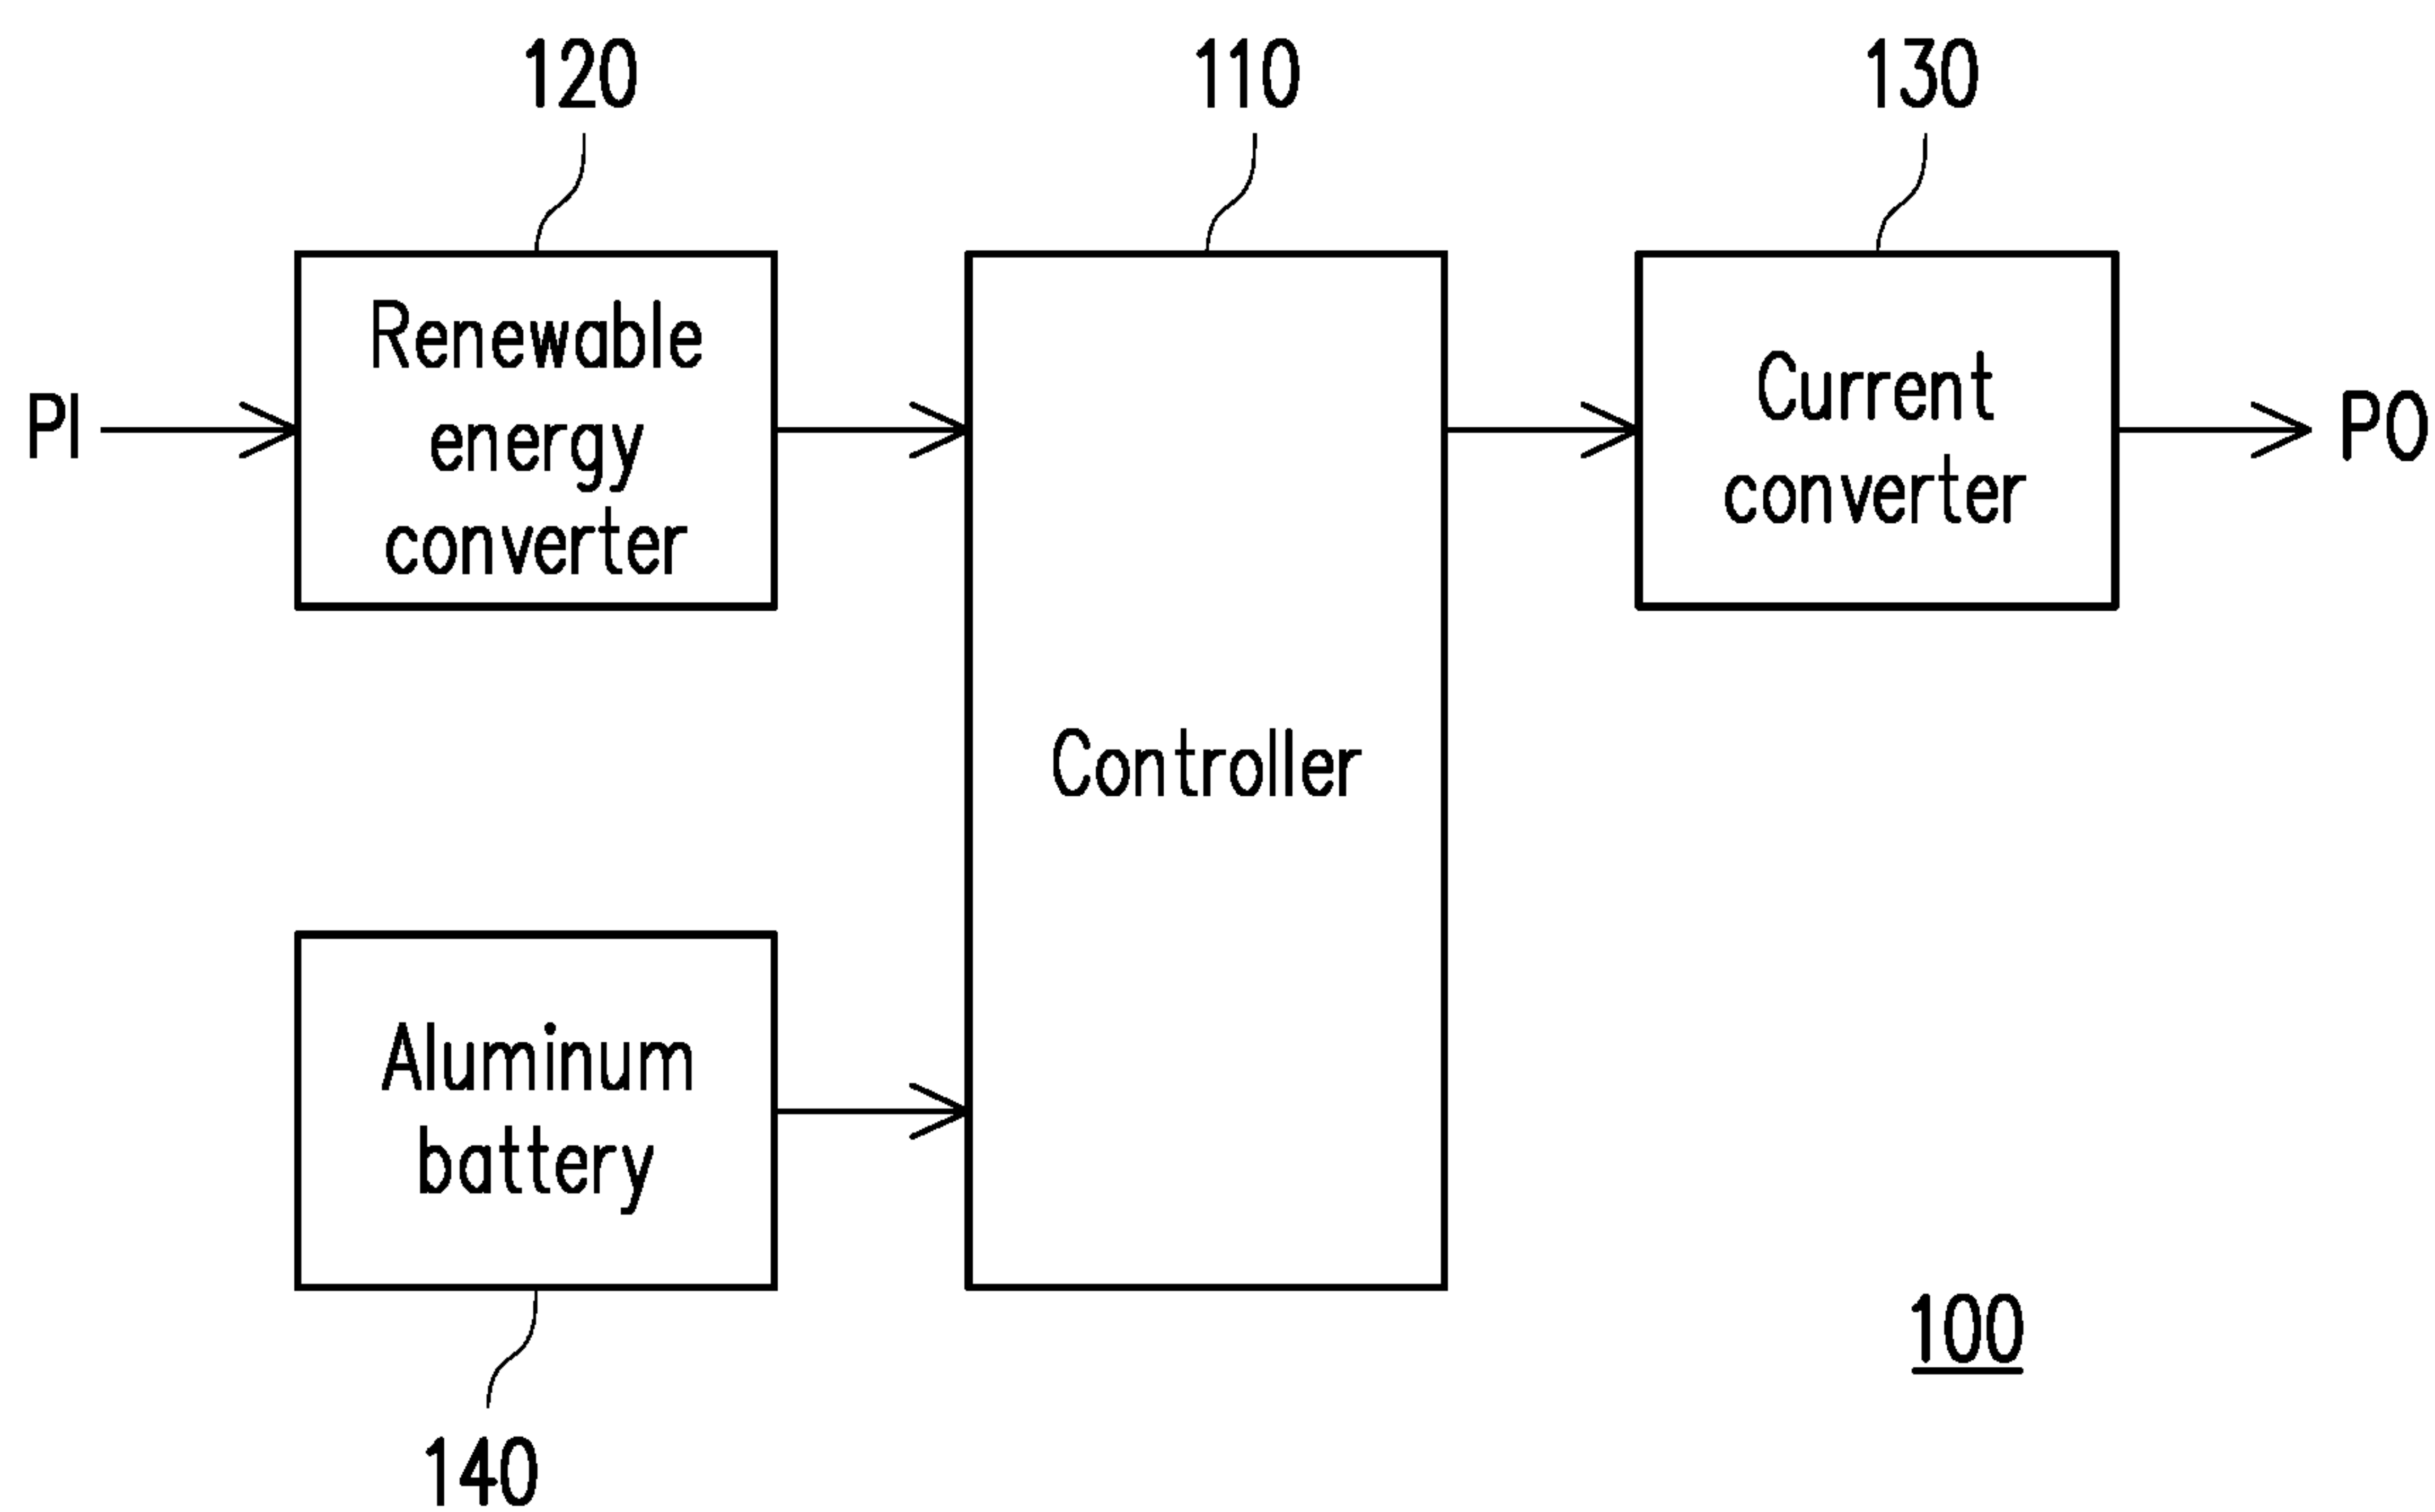 120
110
130
PI
Renewable
energy
converter
Current
converter
PO
Controller
Aluminum
battery
100
140